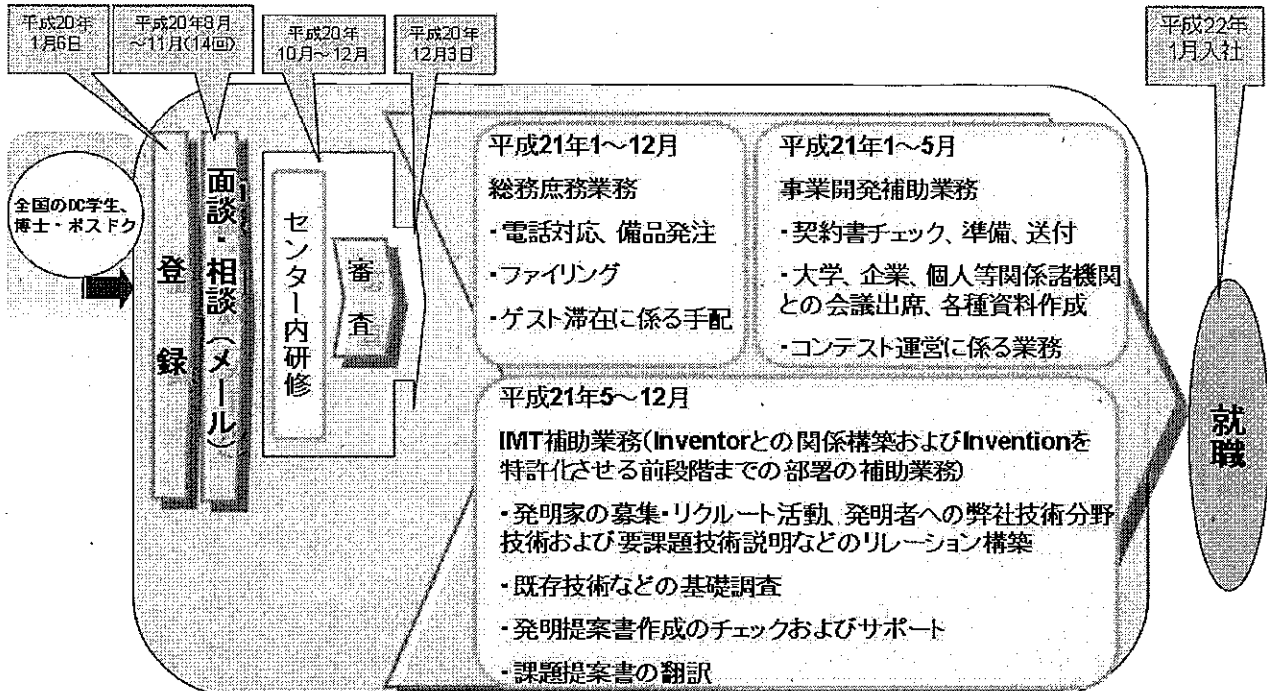 平成20年
1月6日
平成20年8月
～11月(14回)
平成20年
10月～12月
平成20年
12月3日
平成22年
1月入社
全国のDC学生、
博士・ポスドク
登録
面談・相談（メール）
センター内研修
審査
平成21年1～12月
総務庶務業務
・電話対応、備品発注
・ファイリング
・ゲスト滞在に係る手配
平成21年1～5月
事業開発補助業務
・契約書チェック、準備、送付
・大学、企業、個人等関係諸機関
との会議出席、各種資料作成
・コンテスト運営に係る業務
平成21年5～12月
IMT補助業務(Inventorとの関係構築およびInventionを
特許化させる前段階までの部署の補助業務)
・発明家の募集・リクルート活動、発明者への弊社技術分野
技術および要課題技術説明などのリレーション構築
・既存技術などの基礎調査
・発明提案書作成のチェックおよびサポート
・課題提案書の翻訳
就職